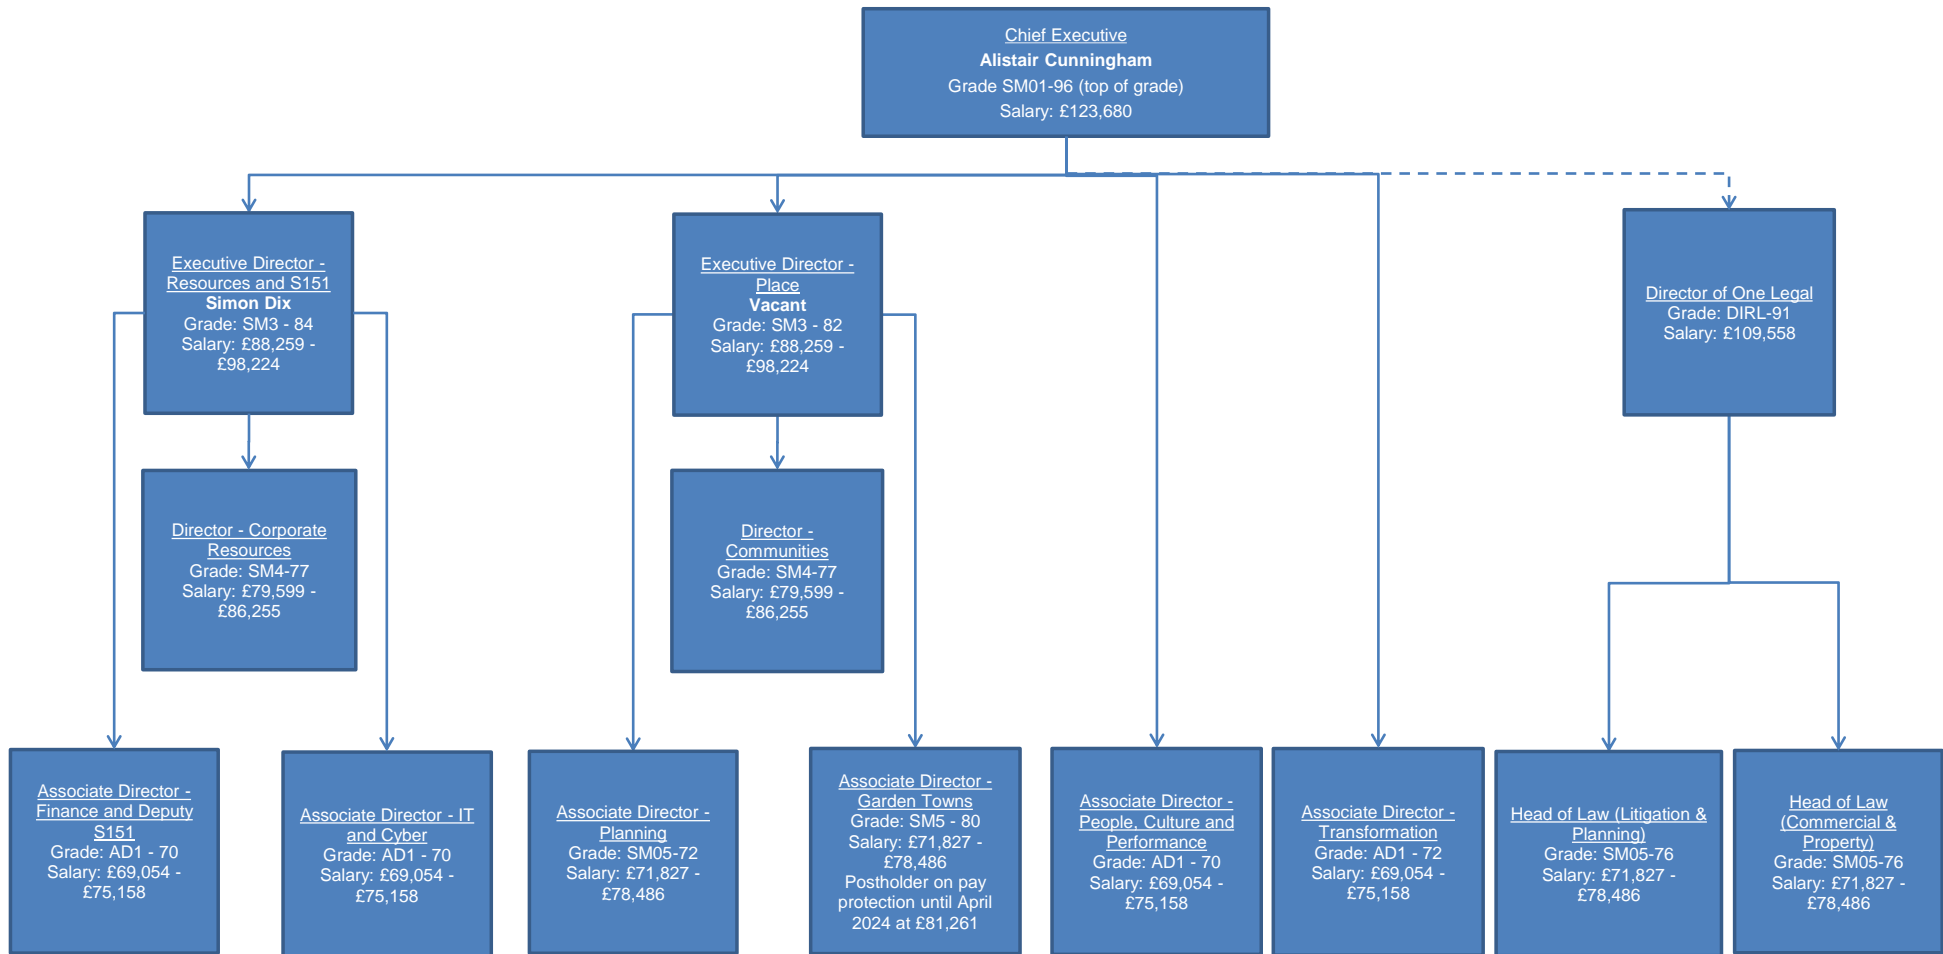 Chief Executive
Alistair Cunningham
Grade SM01-96 (top of grade)
Salary: £123,680
Executive Director -
Resources and S151
Simon Dix
Grade: SM3 - 84
Salary: £88,259 -
£98,224
Executive Director -
Place
Vacant
Grade: SM3 - 82
Salary: £88,259 -
£98,224
Director of One Legal
Grade: DIRL-91
Salary: £109,558
Director - Corporate
Resources
Grade: SM4-77
Salary: £79,599 -
£86,255
Director -
Communities
Grade: SM4-77
Salary: £79,599 -
£86,255
Associate Director -
Finance and Deputy
S151
Grade: AD1 - 70
Salary: £69,054 -
£75,158
Associate Director - IT
and Cyber
Grade: AD1 - 70
Salary: £69,054 -
£75,158
Associate Director -
Planning
Grade: SM05-72
Salary: £71,827 -
£78,486
Associate Director -
Garden Towns
Grade: SM5 - 80
Salary: £71,827 -
£78,486
Postholder on pay
protection until April
2024 at £81,261
Associate Director -
People, Culture and
Performance
Grade: AD1 - 70
Salary: £69,054 -
£75,158
Associate Director -
Transformation
Grade: AD1 - 72
Salary: £69,054 -
£75,158
Head of Law (Litigation &
Planning)
Grade: SM05-76
Salary: £71,827 -
£78,486
Head of Law
(Commercial &
Property)
Grade: SM05-76
Salary: £71,827 -
£78,486